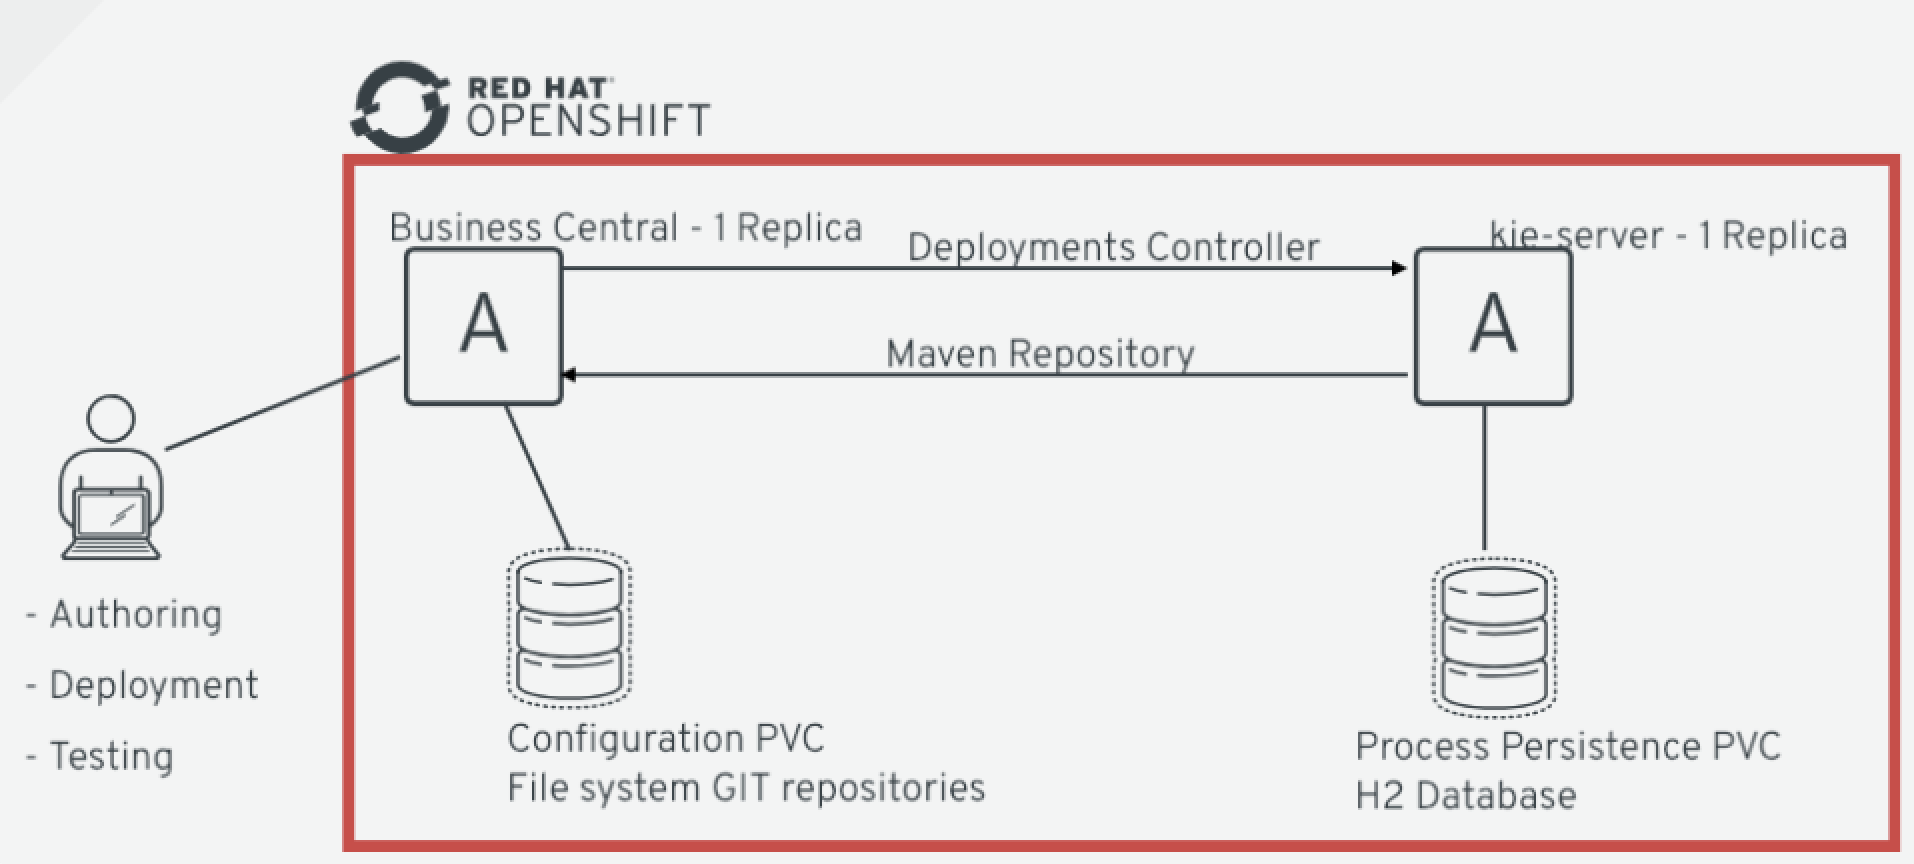 RED HAT
OPENSHIFT
Business Central - 1 Replica
kie-server - 1 Replica
Deployments Controller
A
A
Maven Repository
- Authoring
- Deployment
- Testing
Configuration PVC
File system GIT repositories
Process Persistence PVC
H2 Database